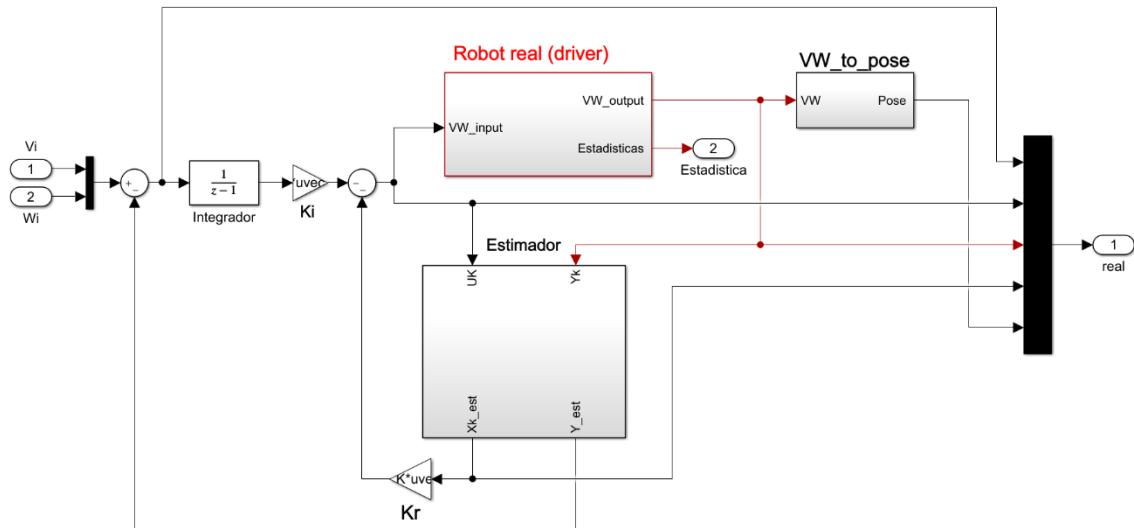 Robot real (driver)
VW_to_pose
VW_output
VW
Pose
VW_input
Estadisticas
2
Estadistica
Vi
1
2
Wi
+
-
1
z - 1
Integrador
Ki
-
-
Estimador
UK
Yk
1
real
Xk_est
Y_est
K*uve
Kr